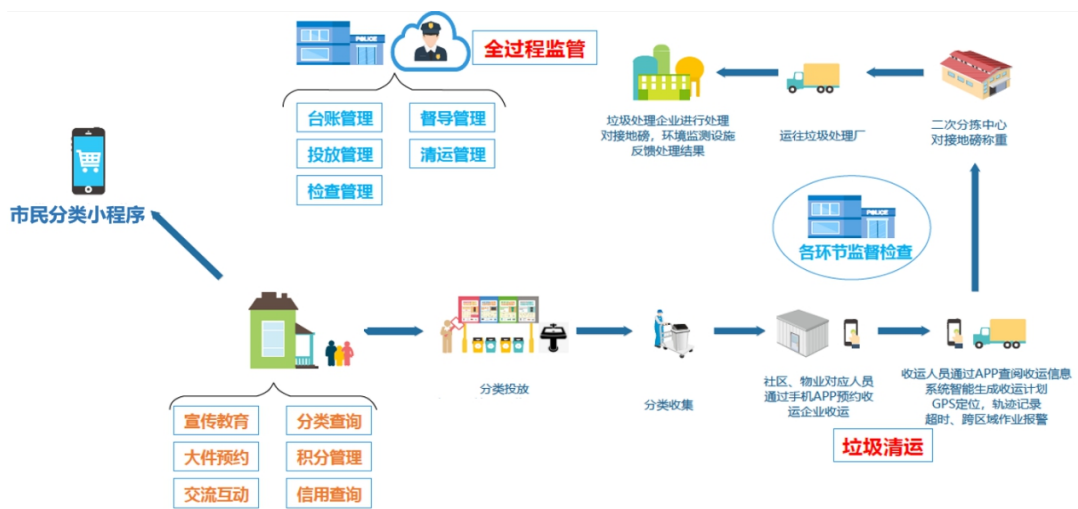 POLICE
全过程监管
台账管理
督导管理
投放管理
清运管理
检查管理
垃圾处理企业进行处理
对接地磅，环境监测设施
反馈处理结果
运往垃圾处理厂
二次分拣中心
对接地磅称重
市民分类小程序
POLICE
各环节监督检查
分类投放
分类收集
社区、物业对应人员
通过手机APP预约收
运企业收运
收运人员通过APP查阅收运信息
系统智能生成收运计划
GPS定位，轨迹记录
超时、跨区域作业报警
垃圾清运
宣传教育
分类查询
大件预约
积分管理
交流互动
信用查询